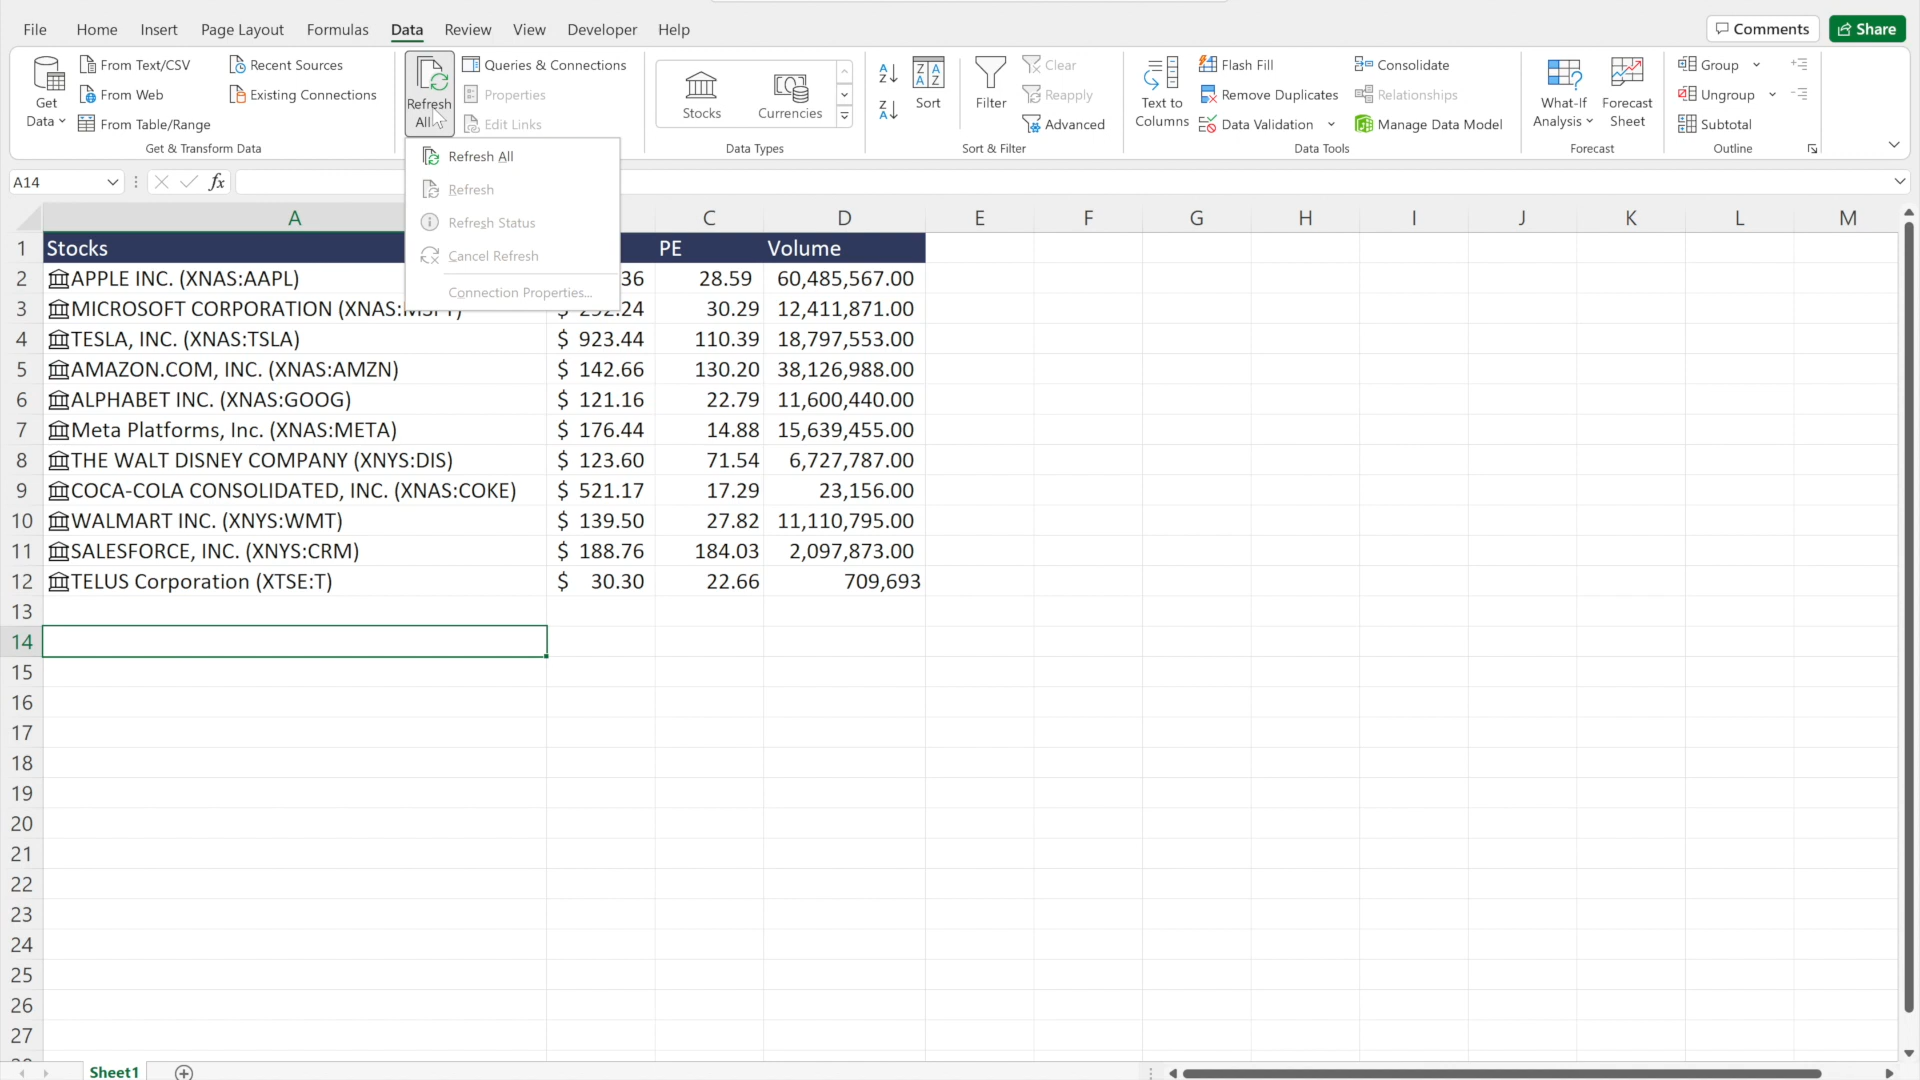 File Home Insert Page Layout Formulas Data Review View Developer Help Comments Share
Get Data
From Text/CSV
From Web
From Table/Range
Recent Sources
Existing Connections
Get & Transform Data
Refresh All
Queries & Connections
Properties
Edit Links
Stocks
Currencies
Data Types
Sort
Filter
Clear
Reapply
Advanced
Sort & Filter
Text to Columns
Flash Fill
Remove Duplicates
Data Validation
Consolidate
Relationships
Manage Data Model
Data Tools
What-If Analysis
Forecast Sheet
Forecast
Group
Ungroup
Subtotal
Outline
Refresh All
Refresh
Refresh Status
Cancel Refresh
Connection Properties...
A14 fx
A C D E F G H I J K L M
1 Stocks PE Volume
2 APPLE INC. (XNAS:AAPL) 36 28.59 60,485,567.00
3 MICROSOFT CORPORATION (XNAS: 30.29 12,411,871.00
4 TESLA, INC. (XNAS:TSLA) $ 923.44 110.39 18,797,553.00
5 AMAZON.COM, INC. (XNAS:AMZN) $ 142.66 130.20 38,126,988.00
6 ALPHABET INC. (XNAS:GOOG) $ 121.16 22.79 11,600,440.00
7 Meta Platforms, Inc. (XNAS:META) $ 176.44 14.88 15,639,455.00
8 THE WALT DISNEY COMPANY (XNYS:DIS) $ 123.60 71.54 6,727,787.00
9 COCA-COLA CONSOLIDATED, INC. (XNAS:COKE) $ 521.17 17.29 23,156.00
10 WALMART INC. (XNYS:WMT) $ 139.50 27.82 11,110,795.00
11 SALESFORCE, INC. (XNYS:CRM) $ 188.76 184.03 2,097,873.00
12 TELUS Corporation (XTSE:T) $ 30.30 22.66 709,693
13
14
15
16
17
18
19
20
21
22
23
24
25
26
27
Sheet1